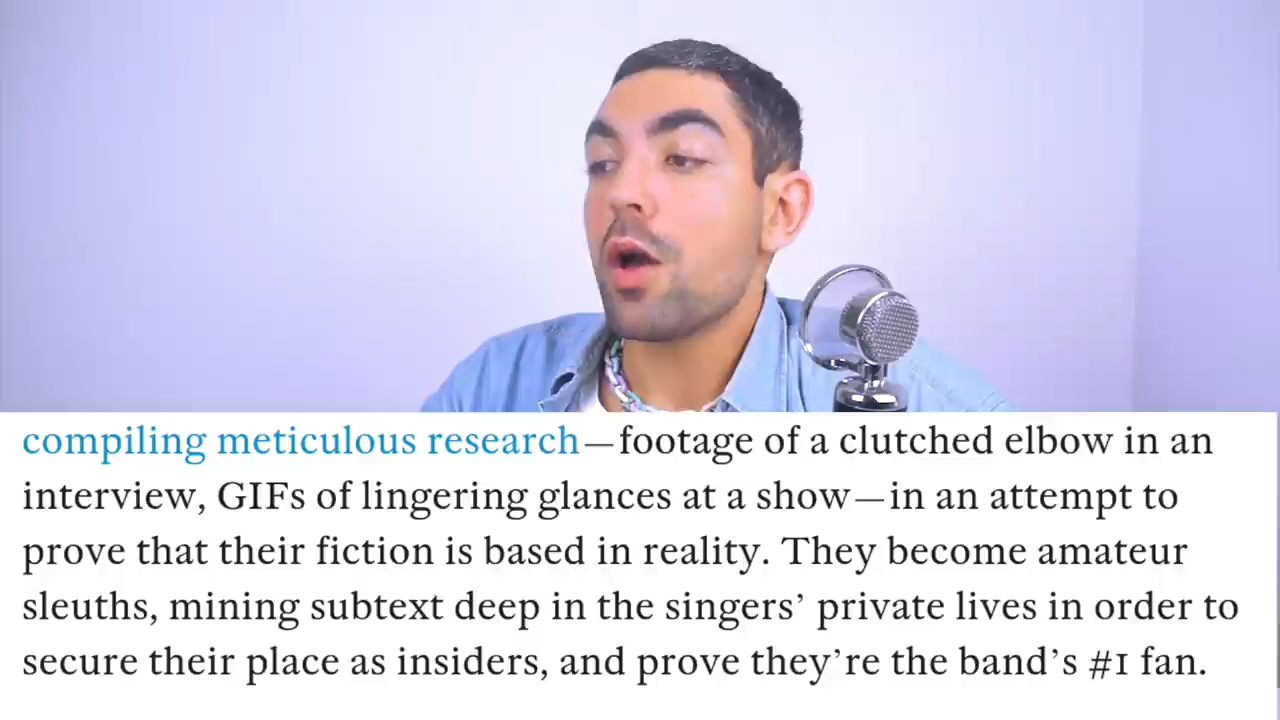 compiling meticulous research—footage of a clutched elbow in an
interview, GIFs of lingering glances at a show—in an attempt to
prove that their fiction is based in reality. They become amateur
sleuths, mining subtext deep in the singers’ private lives in order to
secure their place as insiders, and prove they’re the band’s #1 fan.